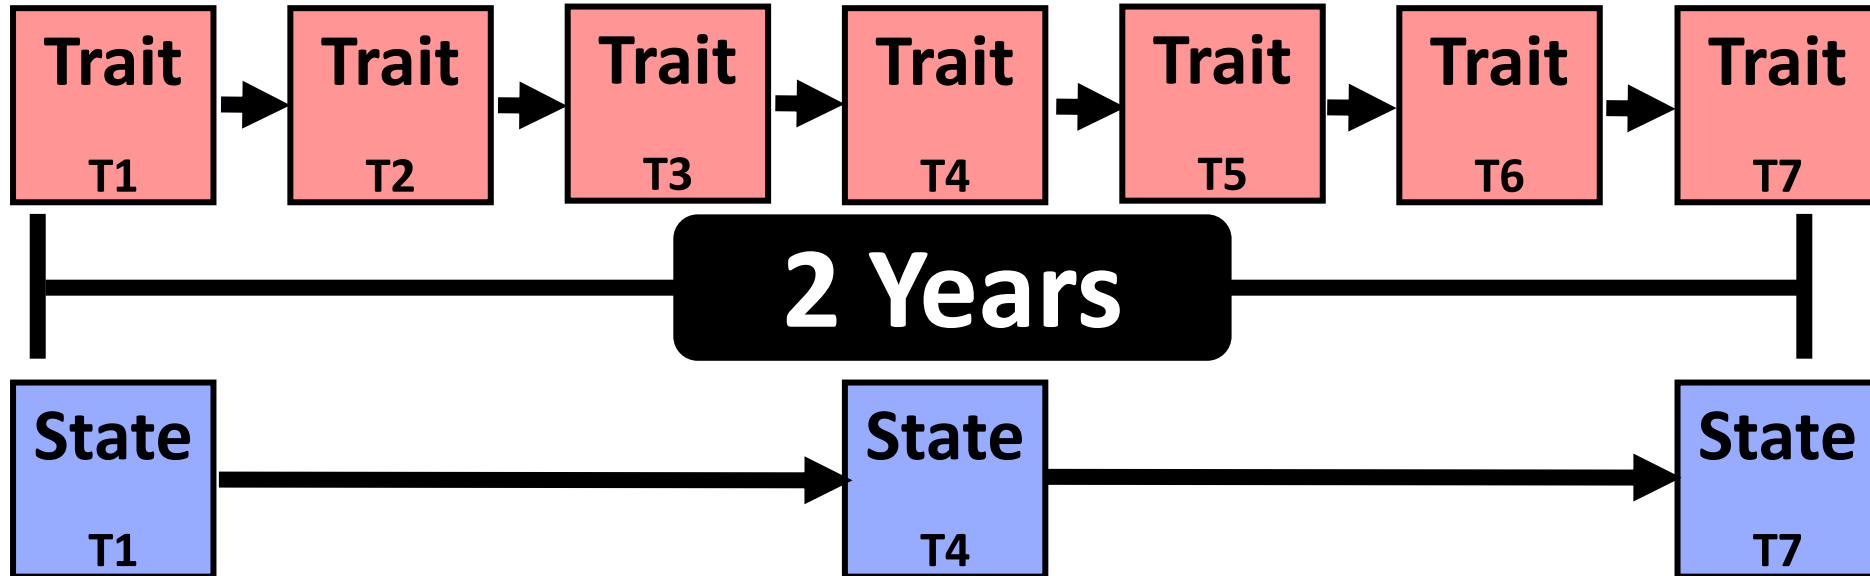 Trait Trait Trait Trait Trait Trait Trait
T1 T2 T3 T4 T5 T6 T7
2 Years
State State State
T1 T4 T7